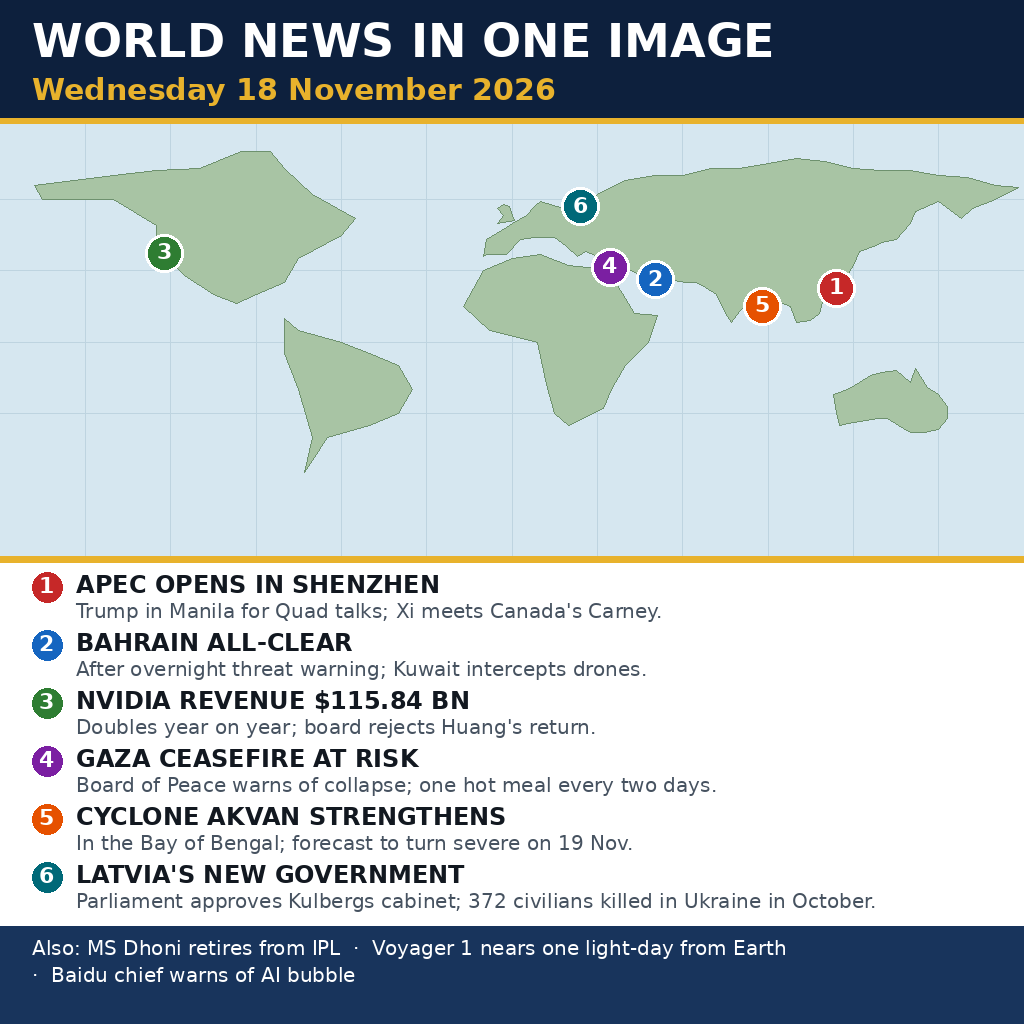 WORLD NEWS IN ONE IMAGE
Wednesday 18 November 2026
6
3
4
2
1
5
1 APEC OPENS IN SHENZHEN
Trump in Manila for Quad talks; Xi meets Canada's Carney.
2 BAHRAIN ALL-CLEAR
After overnight threat warning; Kuwait intercepts drones.
3 NVIDIA REVENUE $115.84 BN
Doubles year on year; board rejects Huang's return.
4 GAZA CEASEFIRE AT RISK
Board of Peace warns of collapse; one hot meal every two days.
5 CYCLONE AKVAN STRENGTHENS
In the Bay of Bengal; forecast to turn severe on 19 Nov.
6 LATVIA'S NEW GOVERNMENT
Parliament approves Kulbergs cabinet; 372 civilians killed in Ukraine in October.
Also: MS Dhoni retires from IPL · Voyager 1 nears one light-day from Earth
· Baidu chief warns of AI bubble